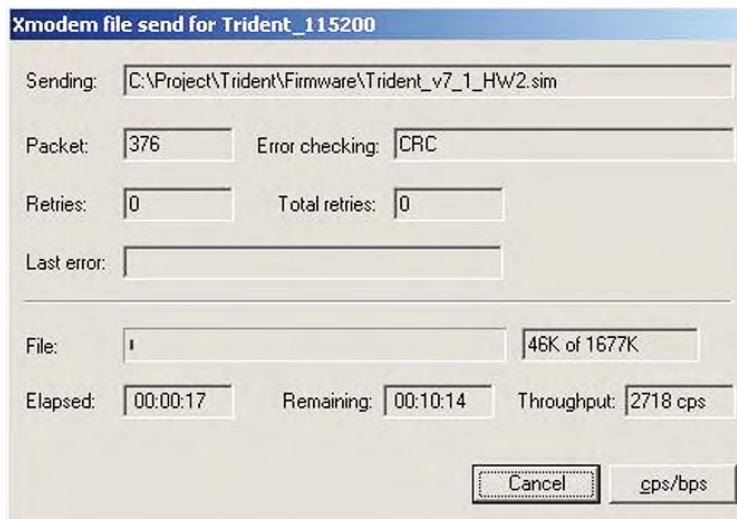 Xmodem file send for Trident_115200
Sending: C:\Project\Trident\Firmware\Trident_v7_1_HW2.sim
Packet: 376 Error checking: CRC
Retries: 0 Total retries: 0
Last error:
File: 46K of 1677K
Elapsed: 00:00:17 Remaining: 00:10:14 Throughput: 2718 cps
Cancel cps/bps